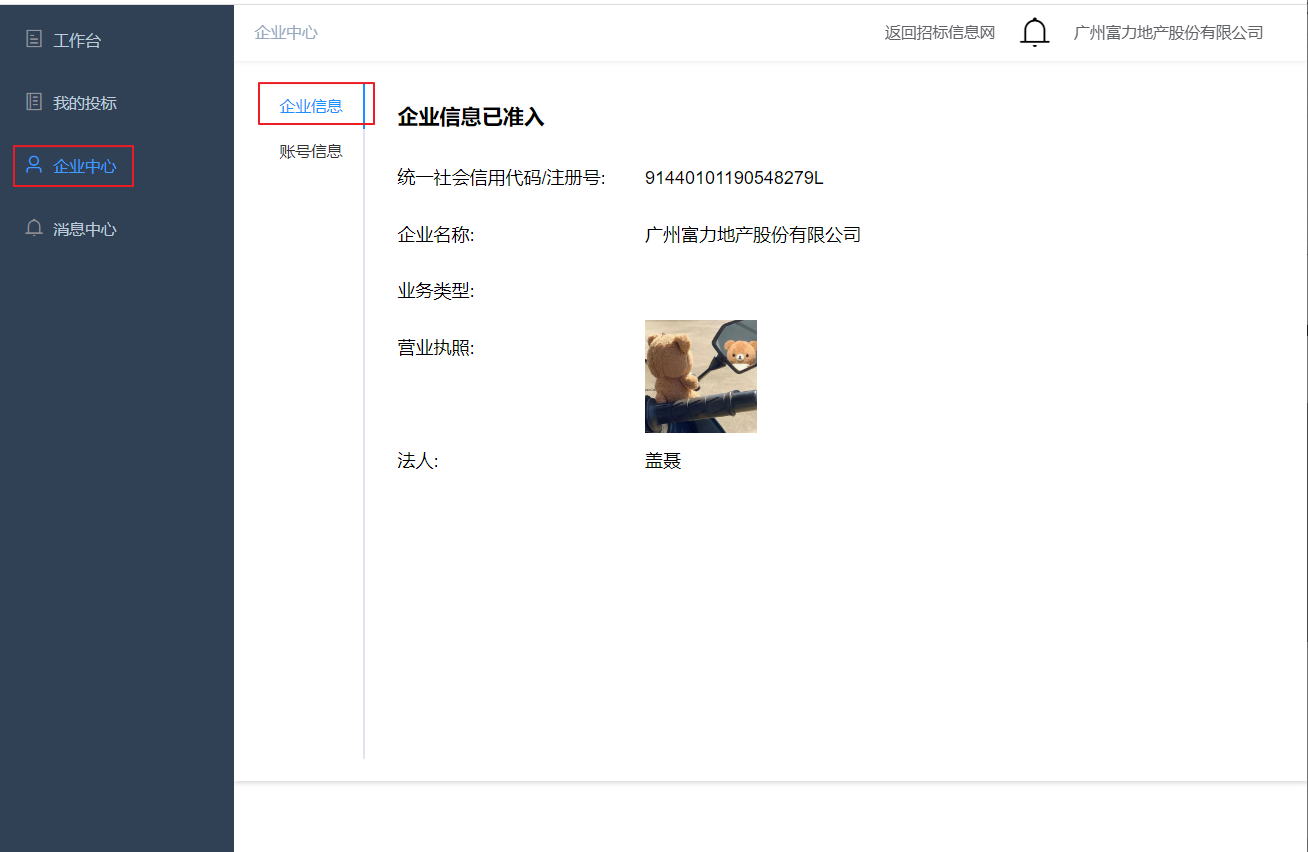 工作台
我的投标
企业中心
消息中心
企业中心
返回招标信息网
广州富力地产股份有限公司
企业信息
账号信息
企业信息已准入
统一社会信用代码/注册号: 91440101190548279L
企业名称: 广州富力地产股份有限公司
业务类型:
营业执照:
法人: 盖聂